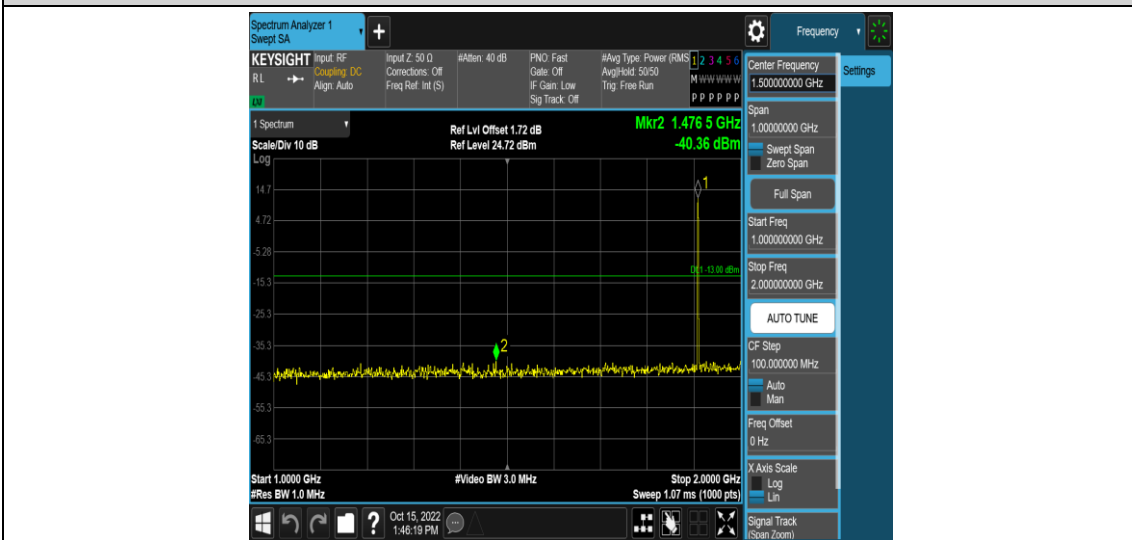 Spectrum Analyzer 1
Swept SA
+
Frequency
KEYSIGHT
RL
LXI
Input: RF
Coupling: DC
Align: Auto
Input Z: 50 Ω
Corrections: Off
Freq Ref: Int (S)
#Atten: 40 dB
PNO: Fast
Gate: Off
IF Gain: Low
Sig Track: Off
#Avg Type: Power (RMS
Avg|Hold: 50/50
Trig: Free Run
1 2 3 4 5 6
M W W W W W
P P P P P P
1 Spectrum
Scale/Div 10 dB
Log
Ref Lvl Offset 1.72 dB
Ref Level 24.72 dBm
Mkr2 1.476 5 GHz
-40.36 dBm
14.7
4.72
-5.28
-15.3
-25.3
-35.3
-45.3
-55.3
-65.3
1
DL1 -13.00 dBm
2
Start 1.0000 GHz
#Res BW 1.0 MHz
#Video BW 3.0 MHz
Stop 2.0000 GHz
Sweep 1.07 ms (1000 pts)
Center Frequency
1.500000000 GHz
Settings
Span
1.00000000 GHz
Swept Span
Zero Span
Full Span
Start Freq
1.000000000 GHz
Stop Freq
2.000000000 GHz
AUTO TUNE
CF Step
100.000000 MHz
Auto
Man
Freq Offset
0 Hz
X Axis Scale
Log
Lin
Signal Track
(Span Zoom)
?
Oct 15, 2022
1:46:19 PM